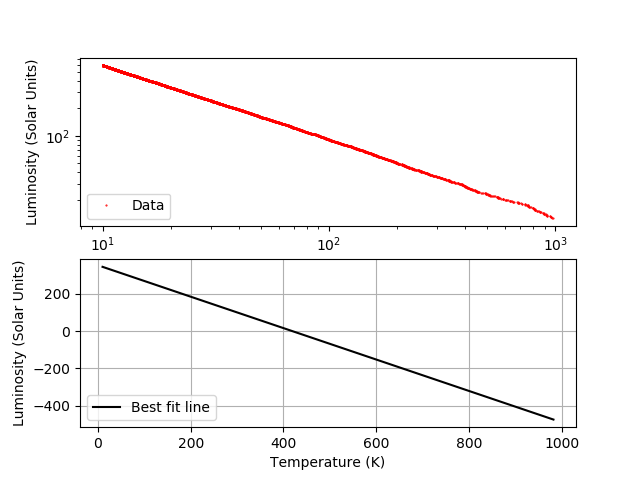 Luminosity (Solar Units)
10²
Data
10¹ 10² 10³
Luminosity (Solar Units)
200
0
−200
−400
Best fit line
0 200 400 600 800 1000
Temperature (K)